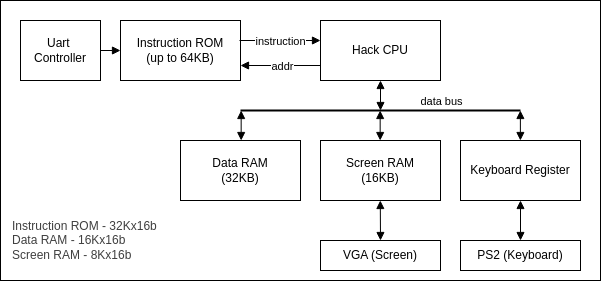 Uart
Controller
Instruction ROM
(up to 64KB)
instruction
addr
Hack CPU
data bus
Data RAM
(32KB)
Screen RAM
(16KB)
Keyboard Register
Instruction ROM - 32Kx16b
Data RAM - 16Kx16b
Screen RAM - 8Kx16b
VGA (Screen)
PS2 (Keyboard)